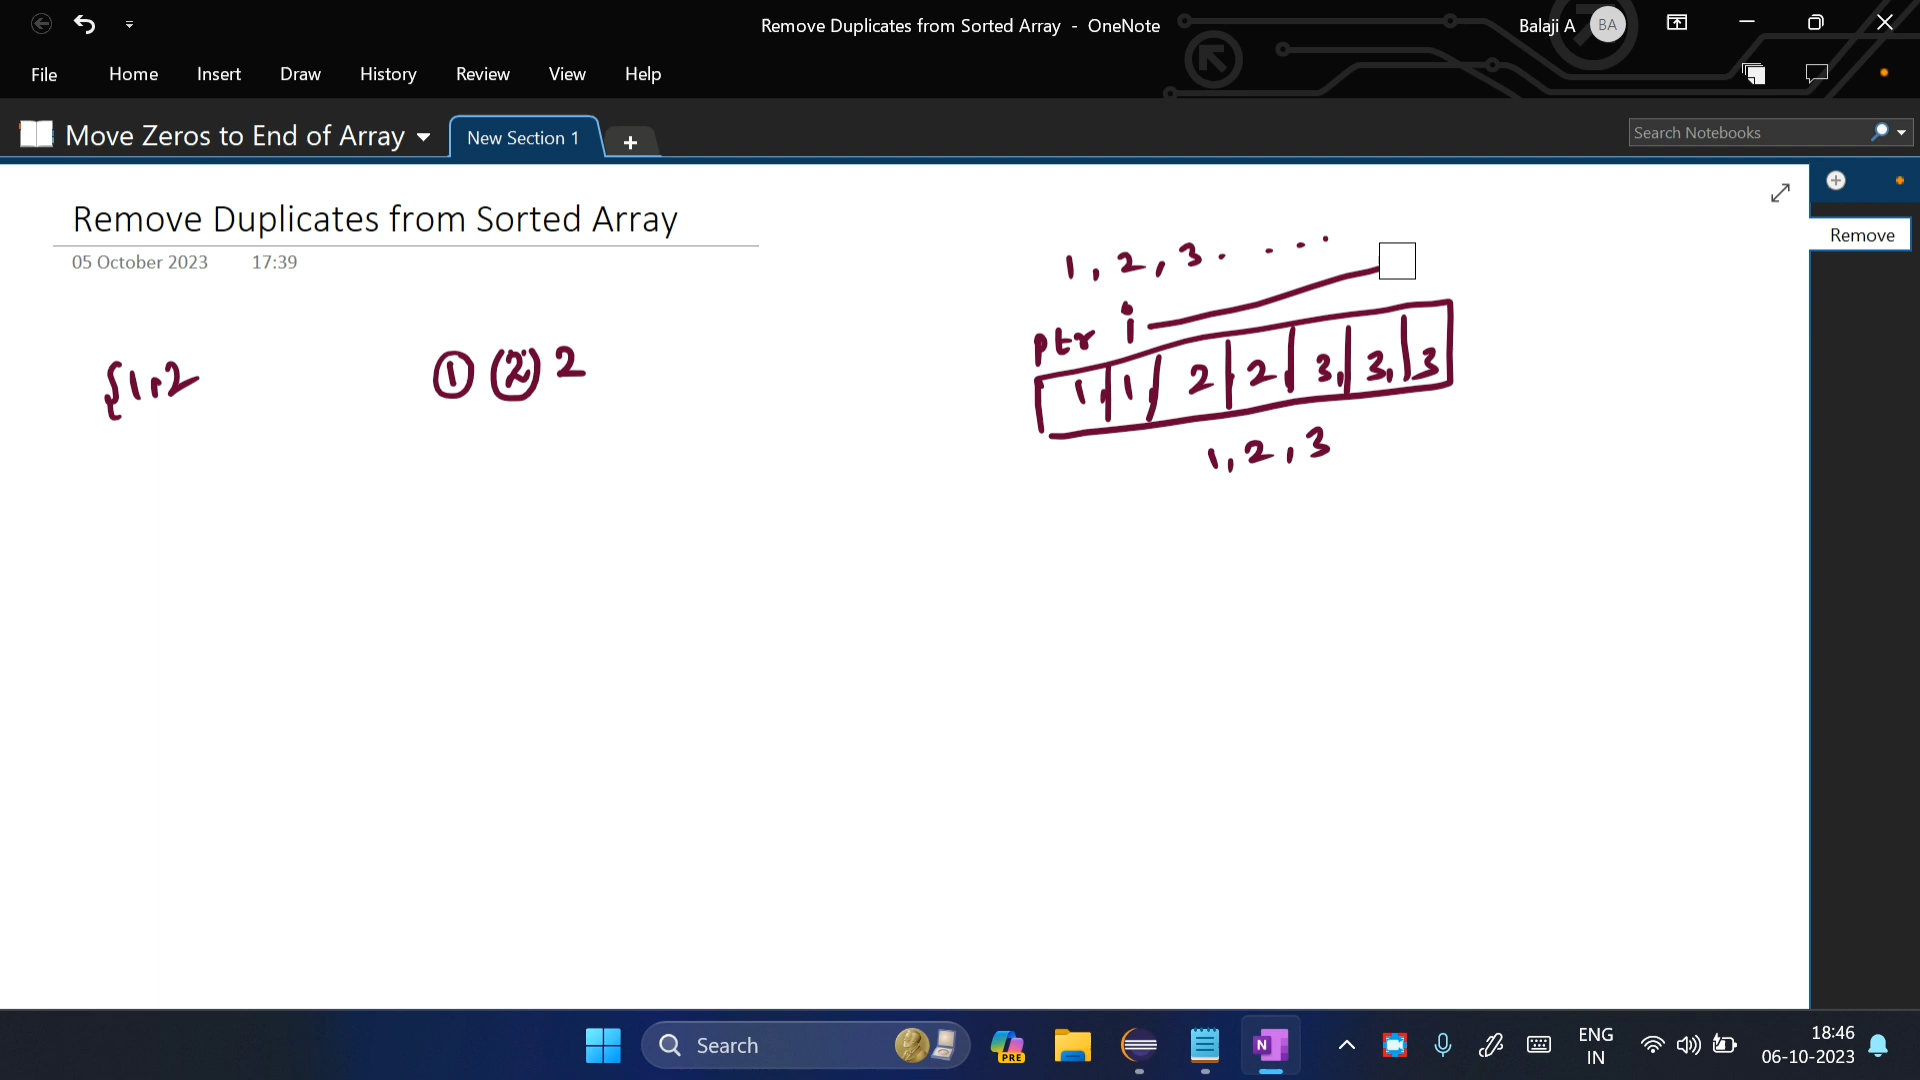 Remove Duplicates from Sorted Array - OneNote
Balaji A BA
File Home Insert Draw History Review View Help
Move Zeros to End of Array New Section 1 +
Search Notebooks
Remove Duplicates from Sorted Array
05 October 2023 17:39
Remove
1, 2, 3. ....
ptr i
{1,2
1 (2) 2
1, 1, 2, 2, 3, 3, 3
1, 2, 3
Search
PRE
N
ENG
IN
18:46
06-10-2023